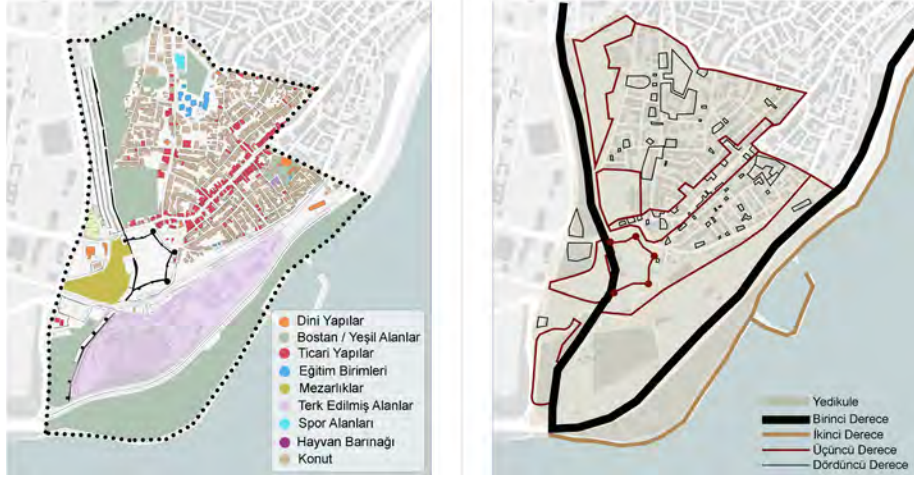 Dini Yapılar
Bostan / Yeşil Alanlar
Ticari Yapılar
Eğitim Birimleri
Mezarlıklar
Terk Edilmiş Alanlar
Spor Alanları
Hayvan Barınağı
Konut
Yedikule
Birinci Derece
İkinci Derece
Üçüncü Derece
Dördüncü Derece